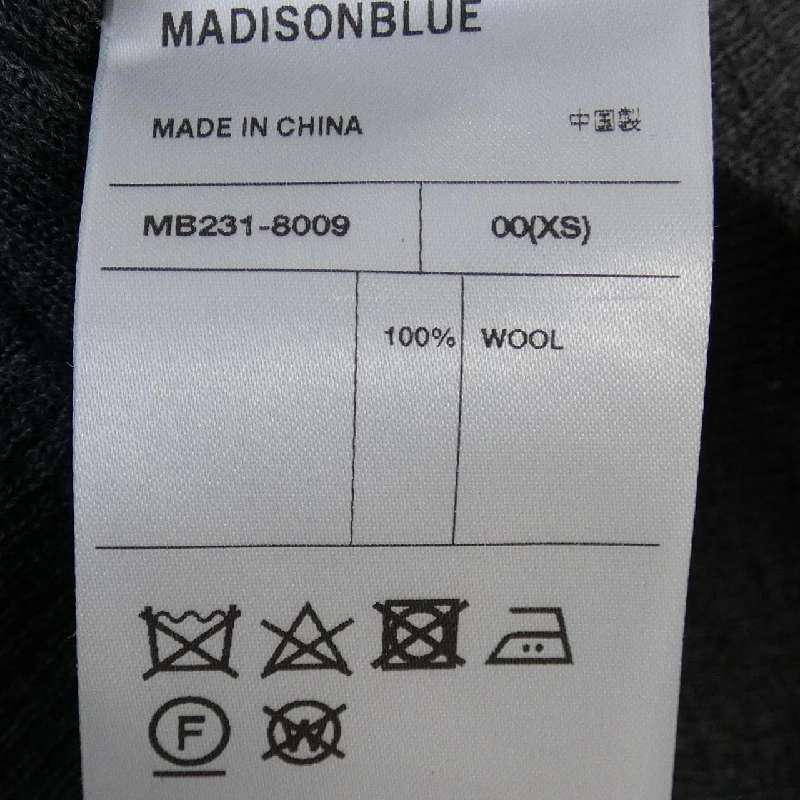 MADISONBLUE
MADE IN CHINA 中国製
MB231-8009 00(XS)
100% WOOL
F W